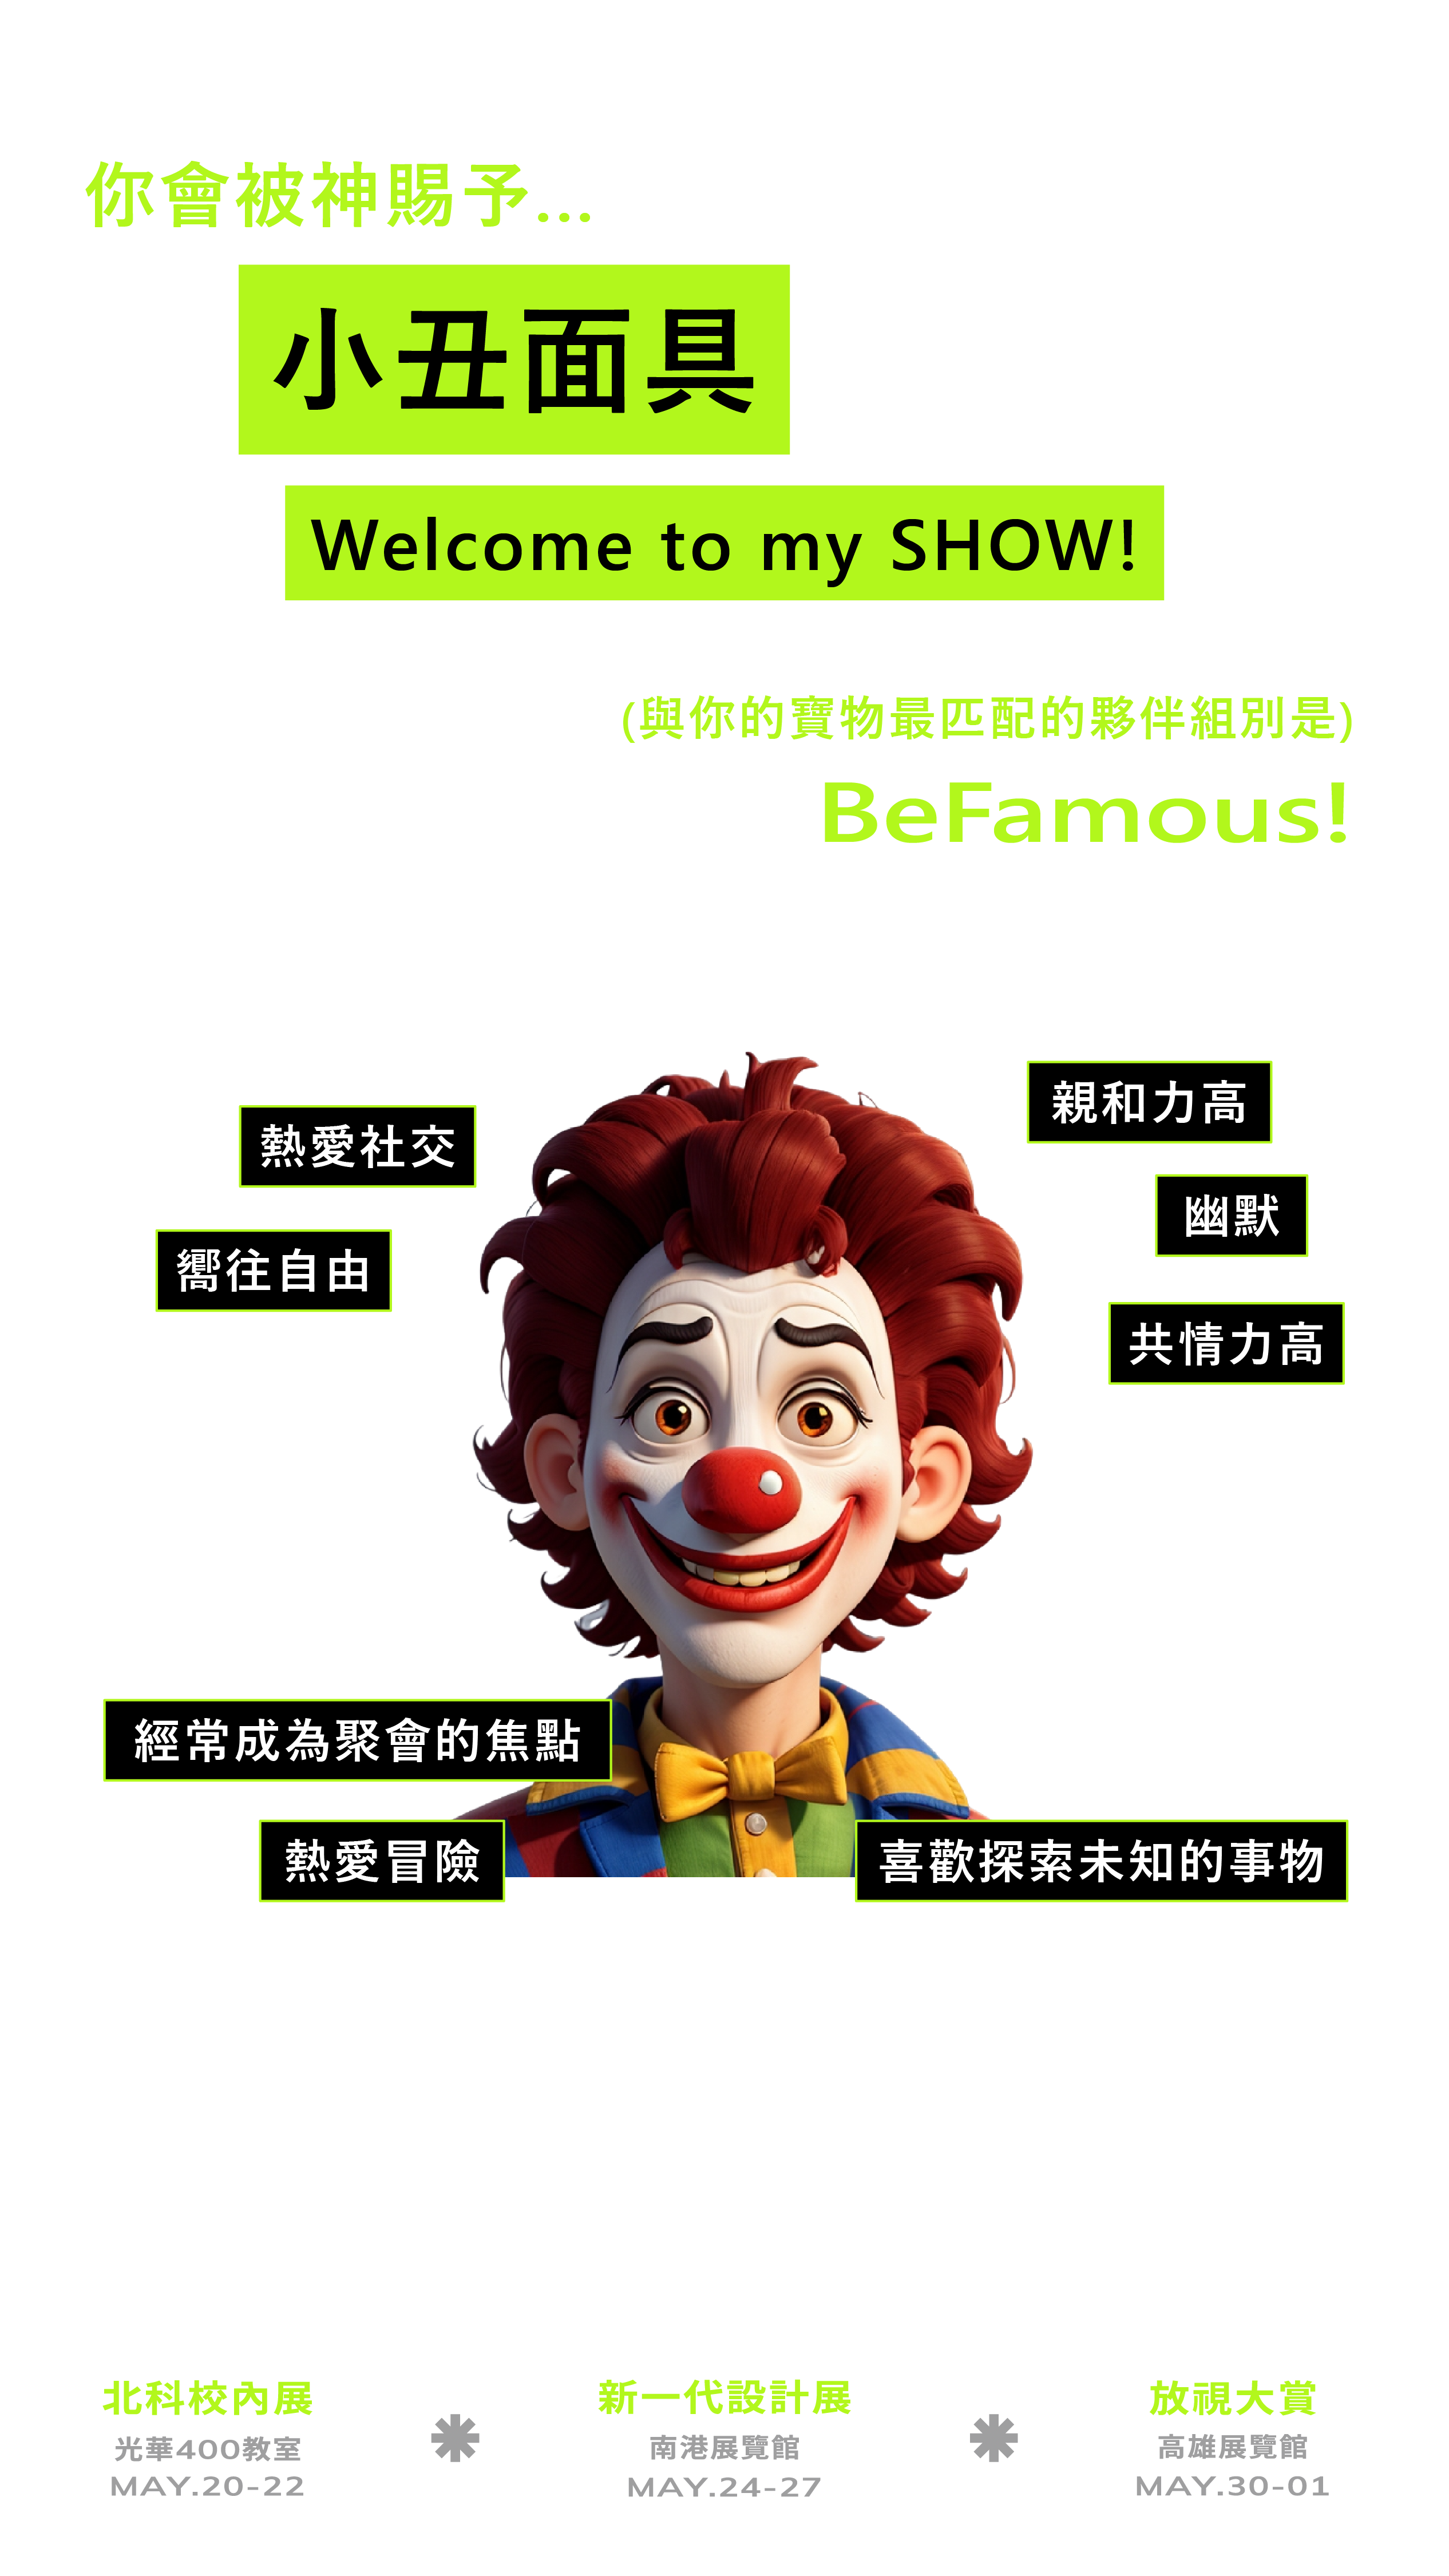 你會被神賜予...
小丑面具
Welcome to my SHOW!
(與你的寶物最匹配的夥伴組別是)
BeFamous!
親和力高
熱愛社交
幽默
嚮往自由
共情力高
經常成為聚會的焦點
熱愛冒險
喜歡探索未知的事物
北科校內展
光華400教室
MAY.20-22
新一代設計展
南港展覽館
MAY.24-27
放視大賞
高雄展覽館
MAY.30-01